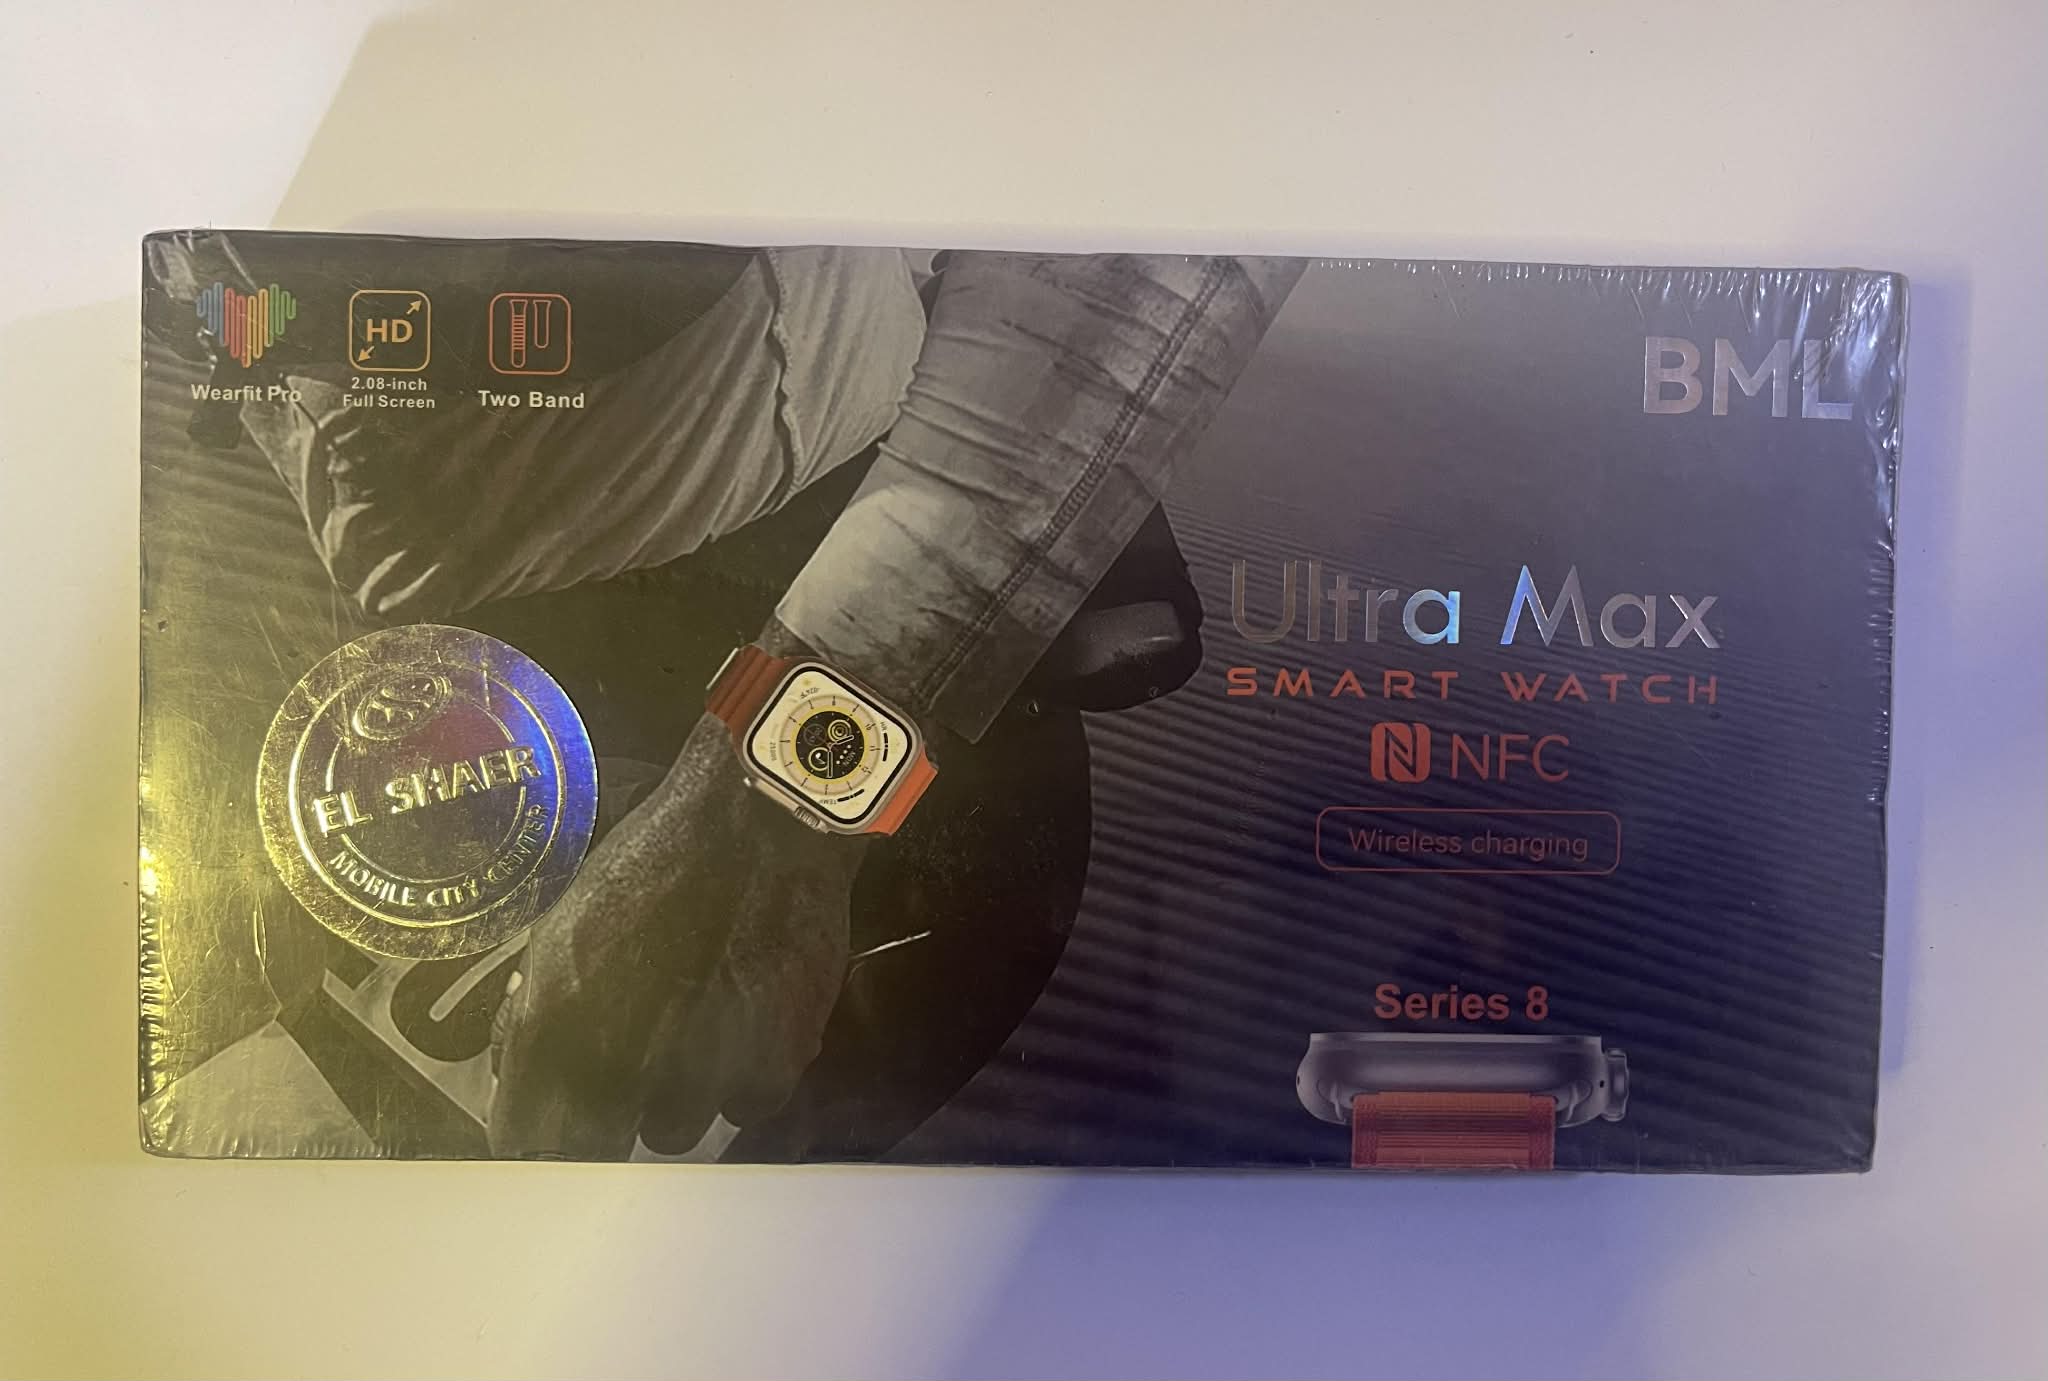 Wearfit Pro
HD
2.08-inch
Full Screen
Two Band
BML
Ultra Max
SMART WATCH
NFC
Wireless charging
EL SHAER
MOBILE CITY CENTER
Series 8